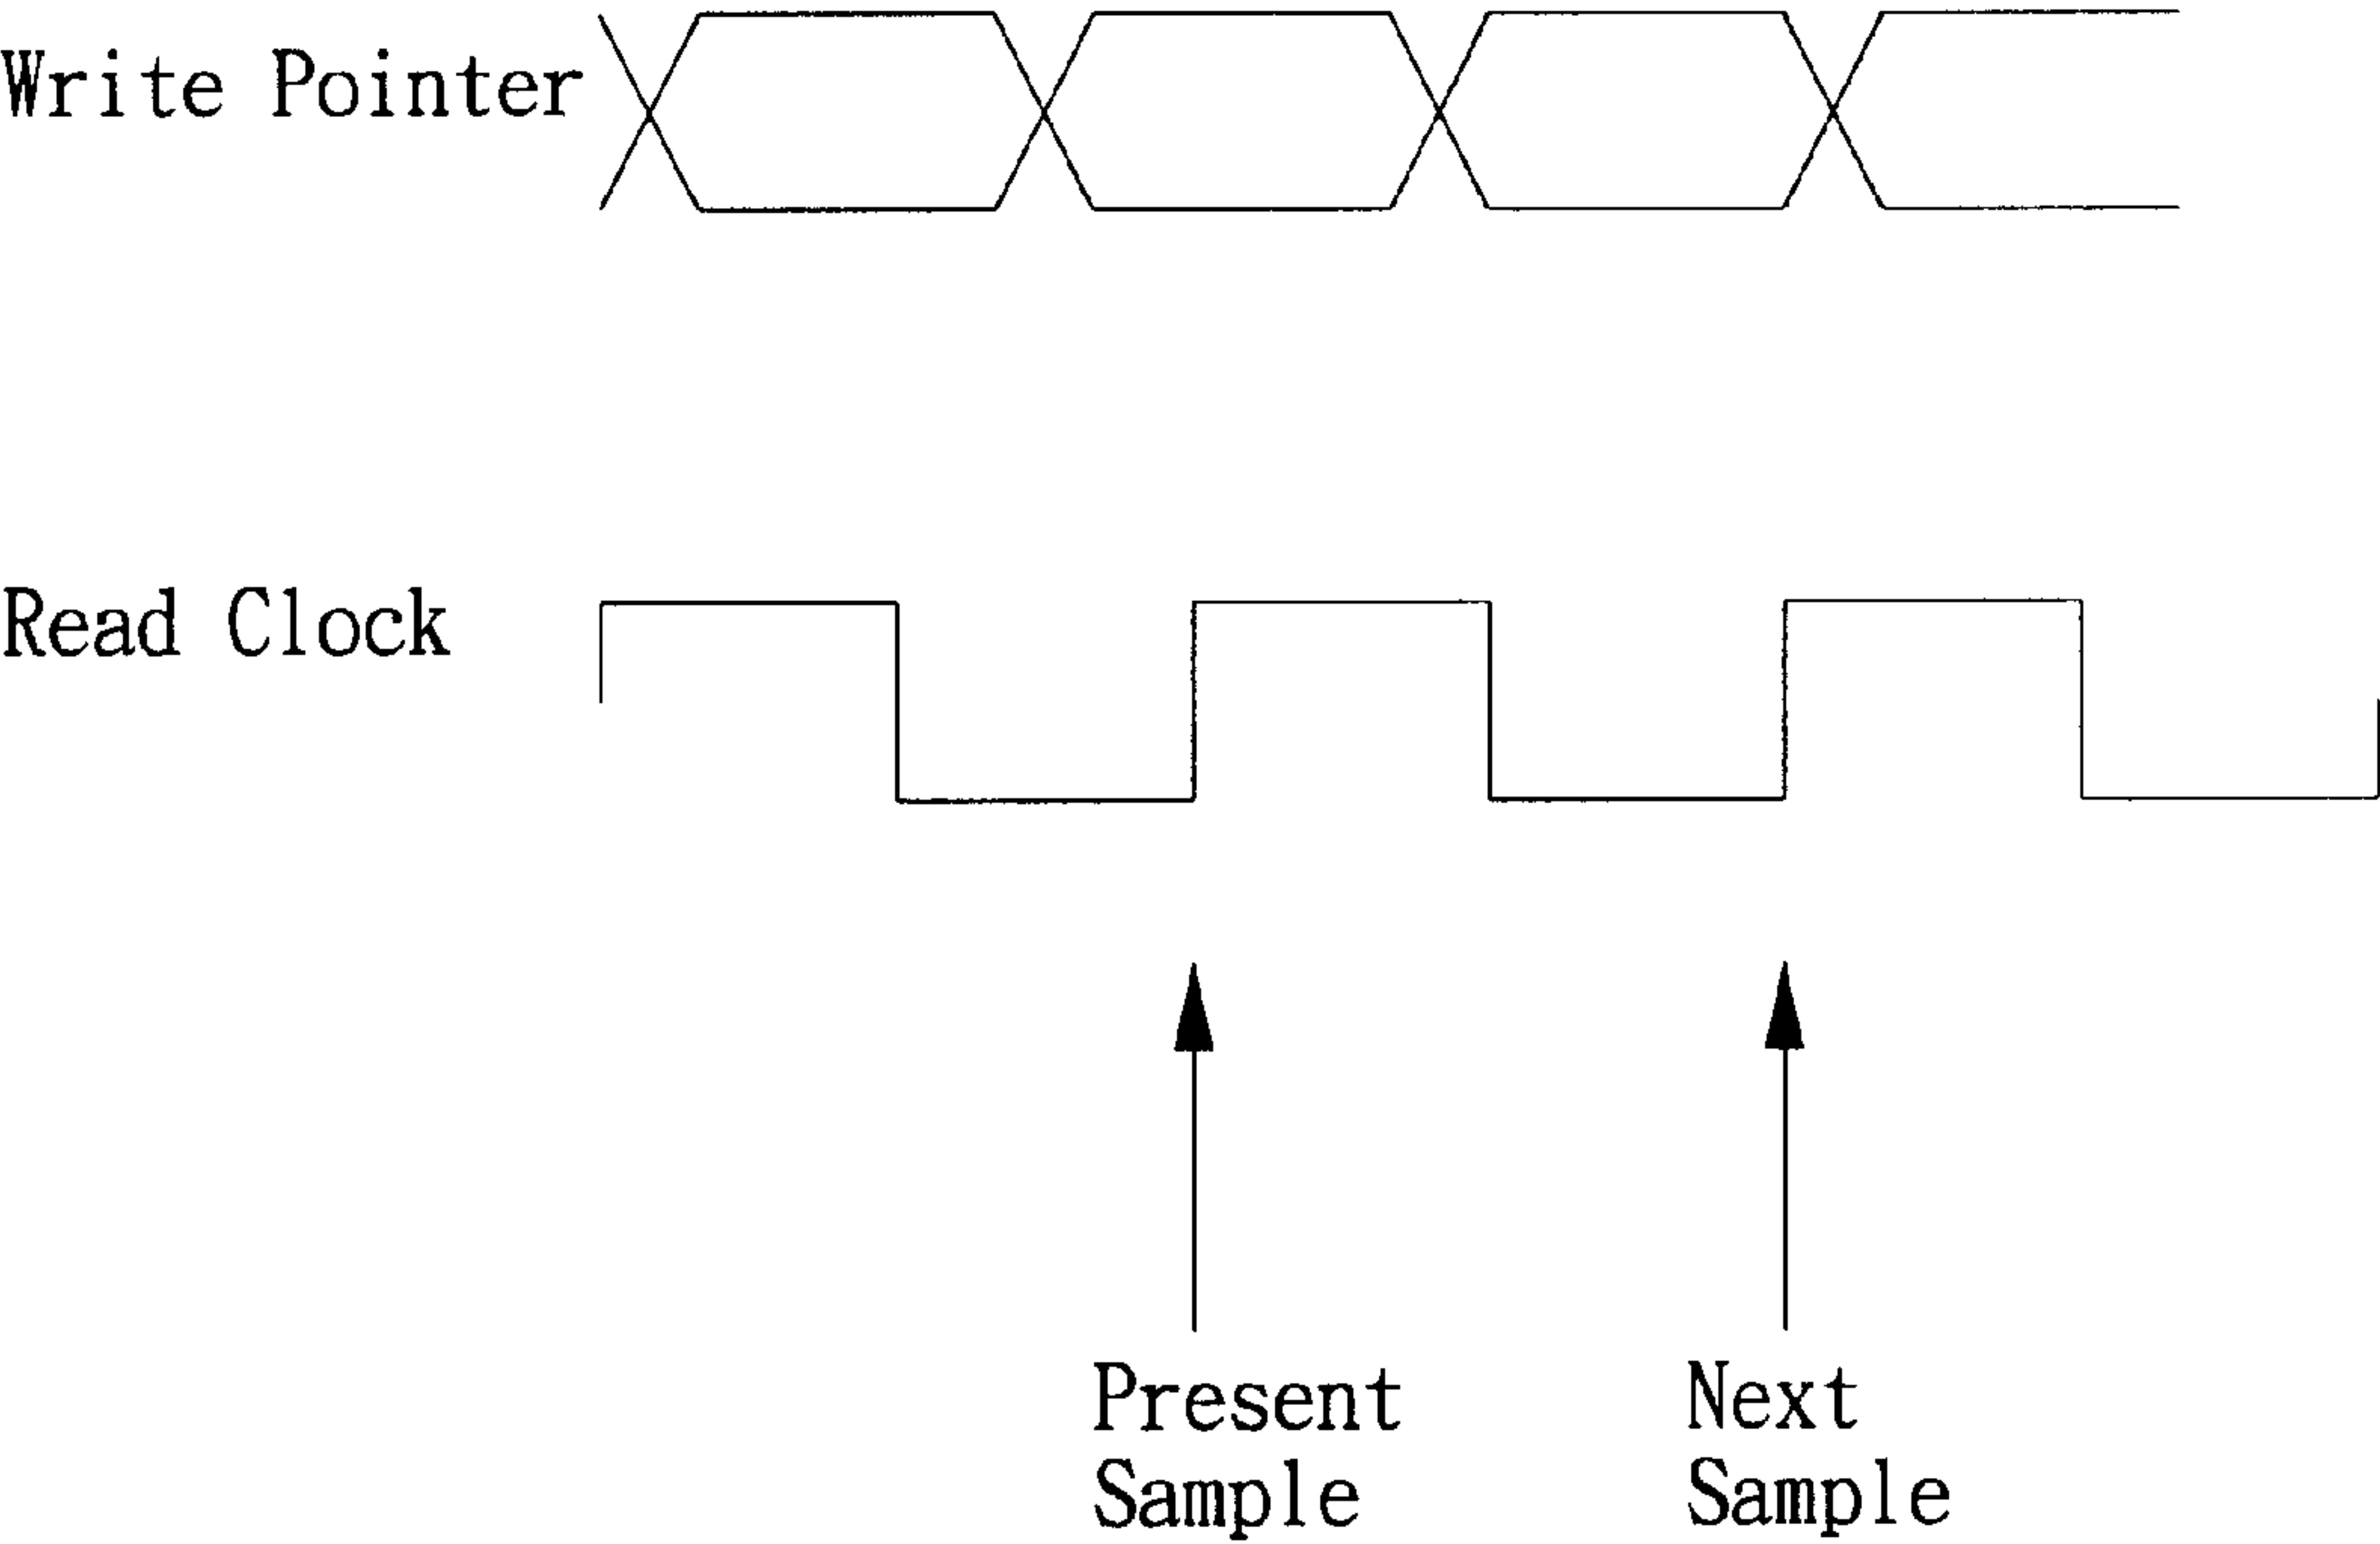 Write Pointer
Read Clock
Present
Sample
Next
Sample